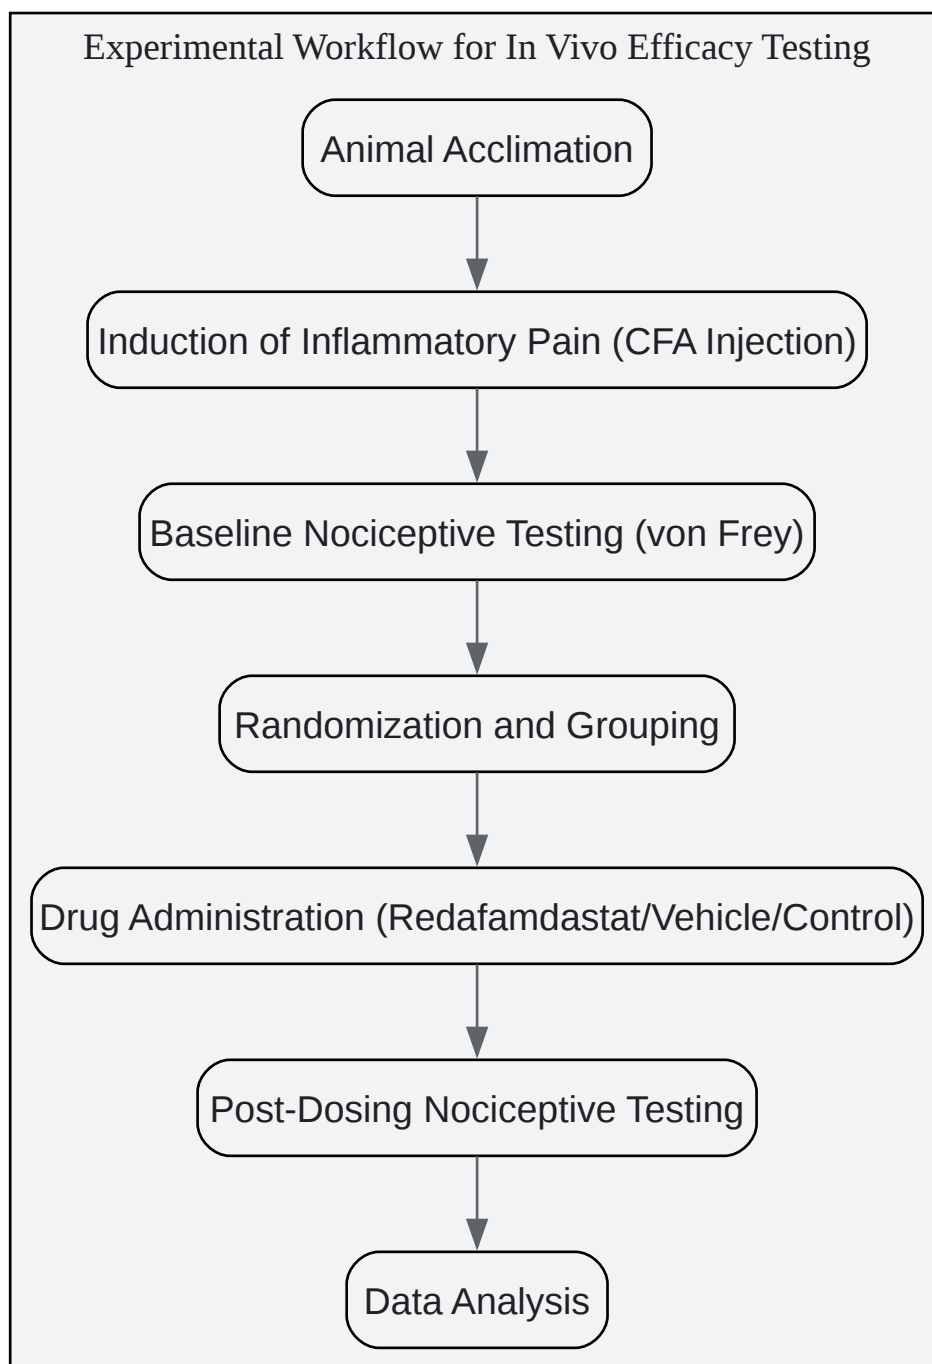 Experimental Workflow for In Vivo Efficacy Testing
Animal Acclimation
Induction of Inflammatory Pain (CFA Injection)
Baseline Nociceptive Testing (von Frey)
Randomization and Grouping
Drug Administration (Redafamdastat/Vehicle/Control)
Post-Dosing Nociceptive Testing
Data Analysis